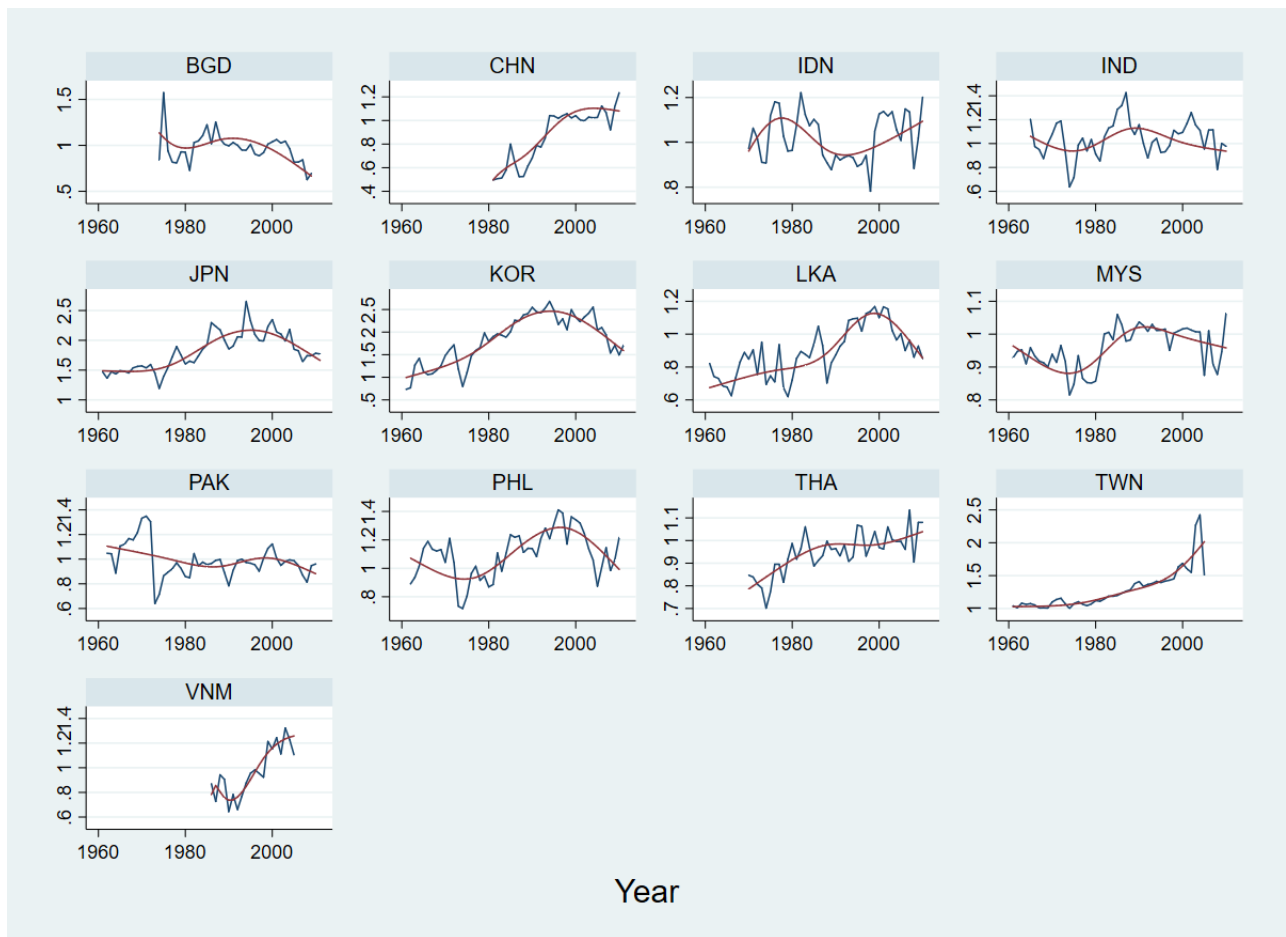 BGD CHN IDN IND
1.5 1 .5
1960 1980 2000
1.2 1 .8 .6 .4
1960 1980 2000
1.2 1 .8
1960 1980 2000
1.4 1.2 1 .8 .6
1960 1980 2000
JPN KOR LKA MYS
2.5 2 1.5 1
1960 1980 2000
2.5 2 1.5 1 .5
1960 1980 2000
1.2 1 .8 .6
1960 1980 2000
1.1 1 .9 .8
1960 1980 2000
PAK PHL THA TWN
1.4 1.2 1 .8 .6
1960 1980 2000
1.4 1.2 1 .8
1960 1980 2000
1.1 1 .9 .8 .7
1960 1980 2000
2.5 2 1.5 1
1960 1980 2000
VNM
1.4 1.2 1 .8 .6
1960 1980 2000
Year